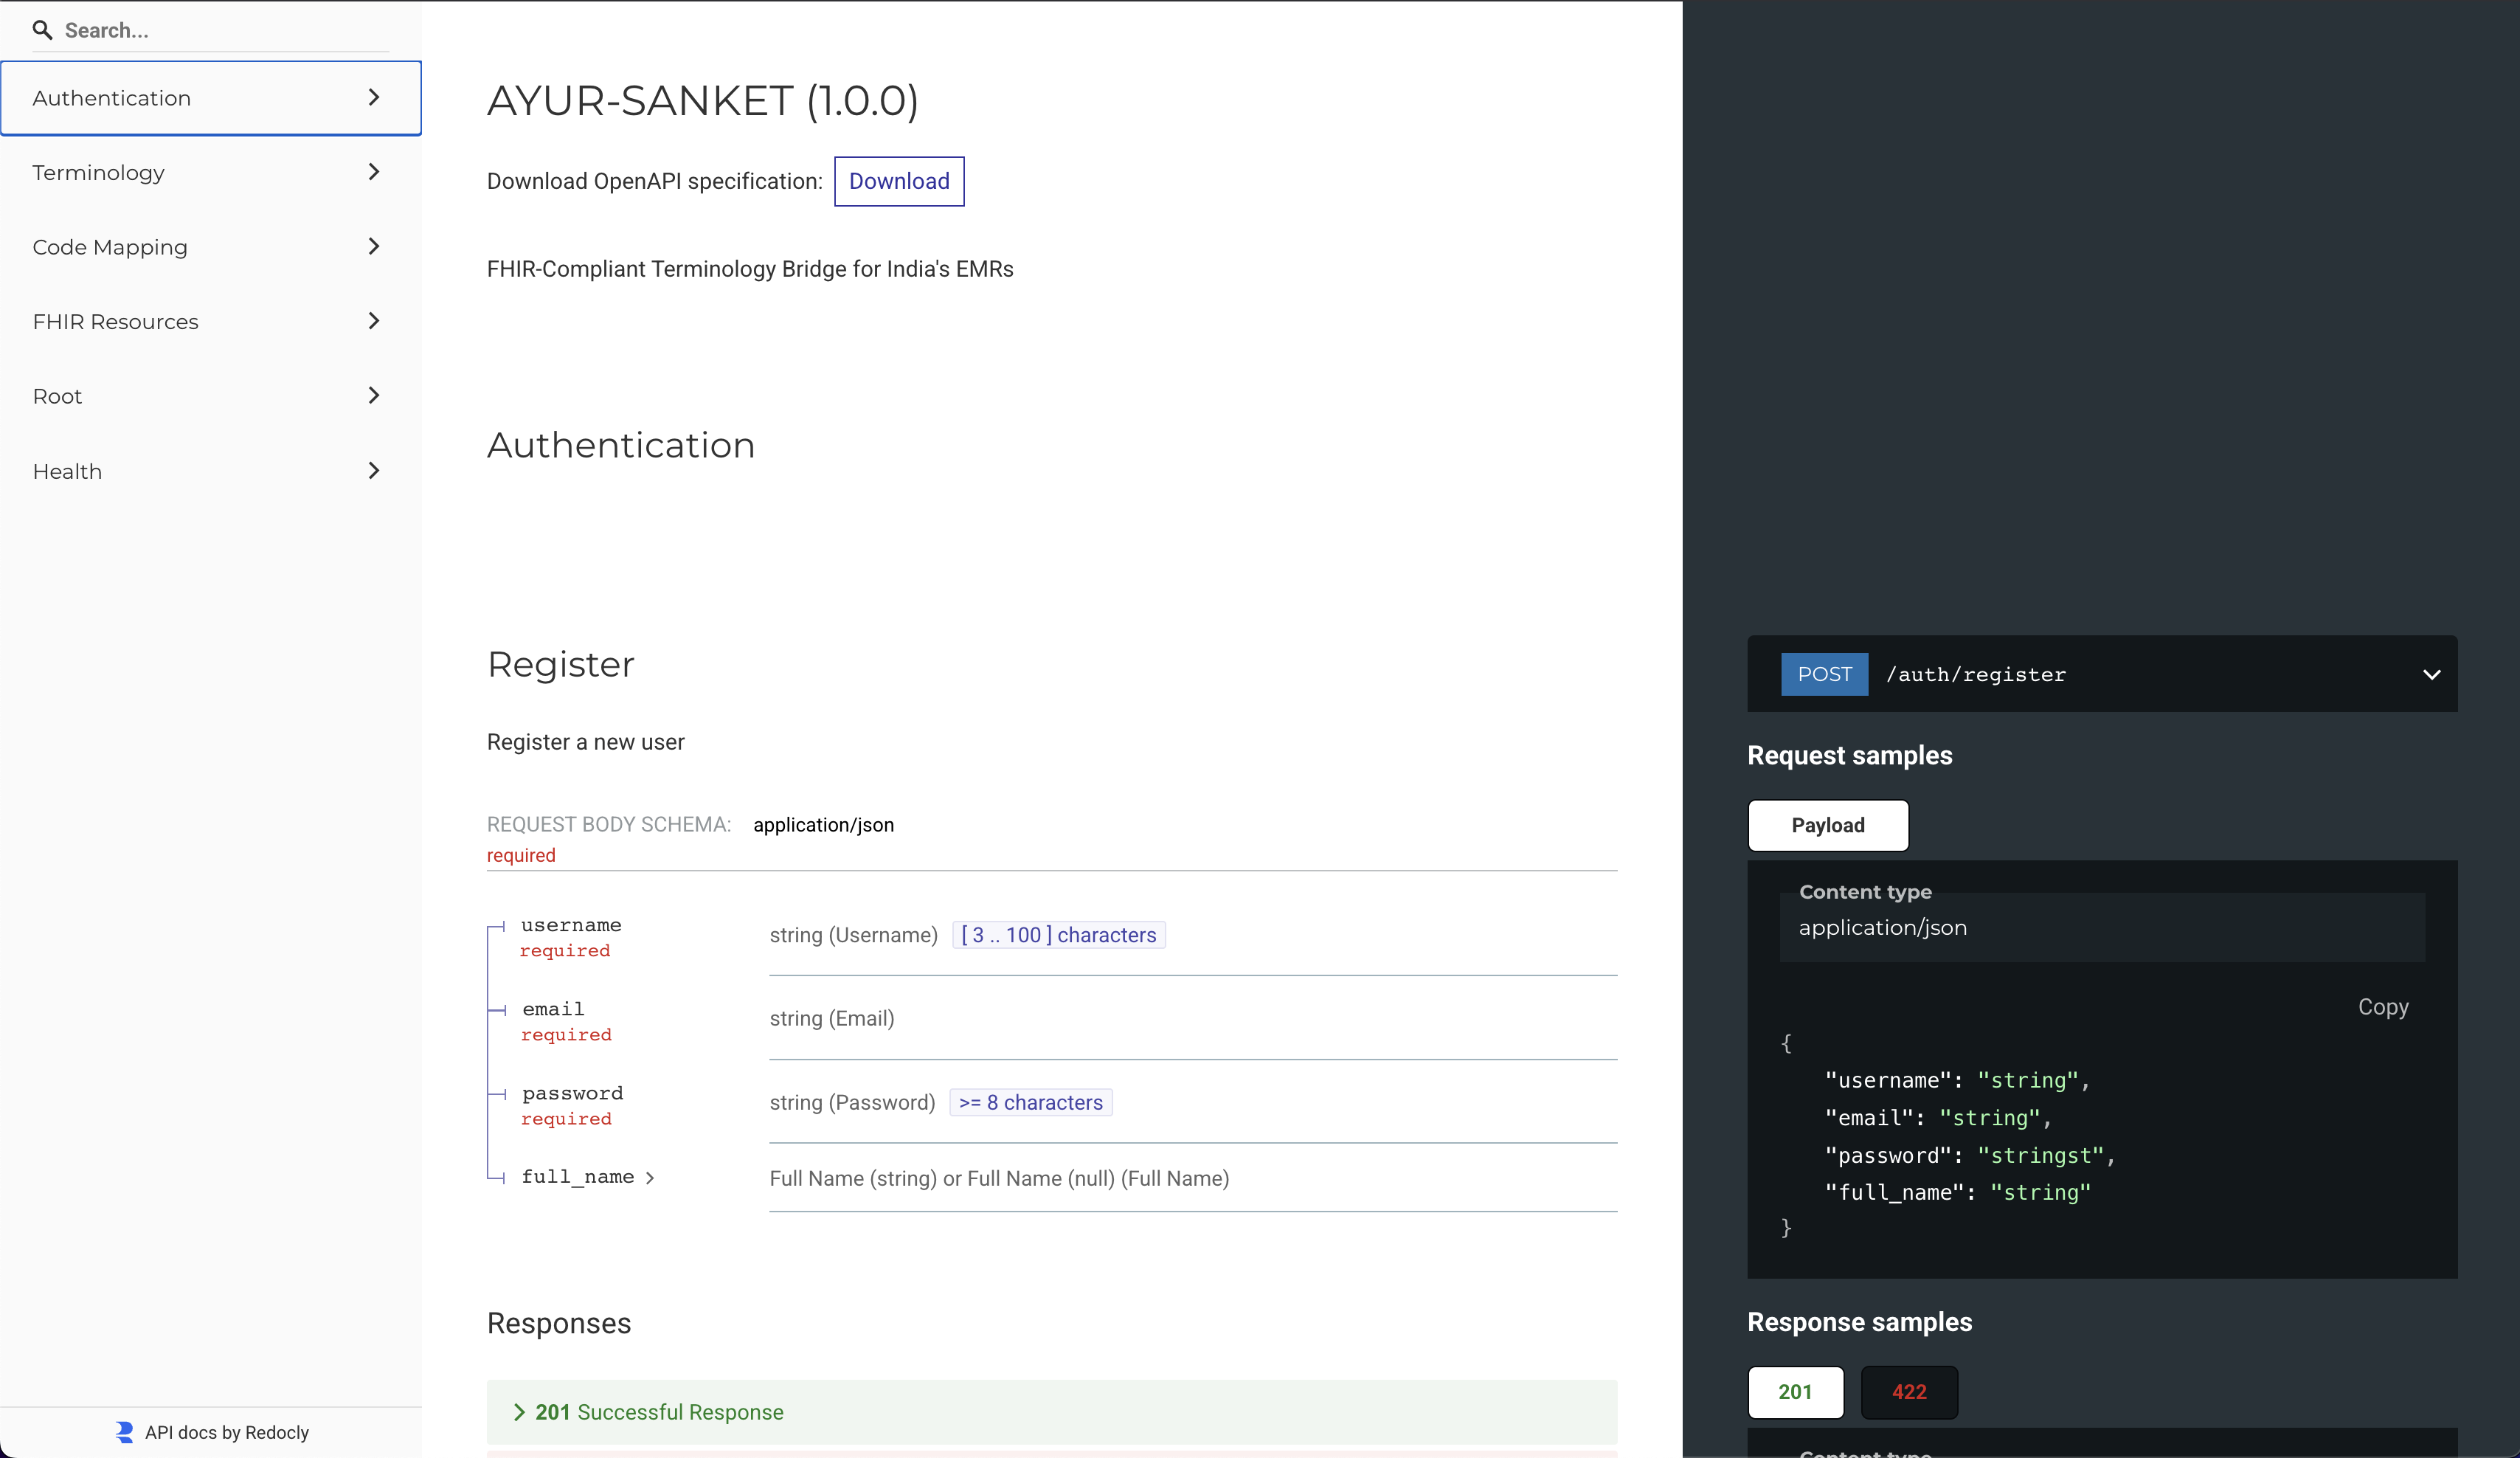 Search...
Authentication
Terminology
Code Mapping
FHIR Resources
Root
Health
API docs by Redocly
AYUR-SANKET (1.0.0)
Download OpenAPI specification: Download
FHIR-Compliant Terminology Bridge for India's EMRs
Authentication
Register
Register a new user
REQUEST BODY SCHEMA: application/json
required
username
required
string (Username) [ 3 .. 100 ] characters
email
required
string (Email)
password
required
string (Password) >= 8 characters
full_name
Full Name (string) or Full Name (null) (Full Name)
Responses
201 Successful Response
POST /auth/register
Request samples
Payload
Content type
application/json
Copy
{
"username": "string",
"email": "string",
"password": "stringst",
"full_name": "string"
}
Response samples
201 422
Content type